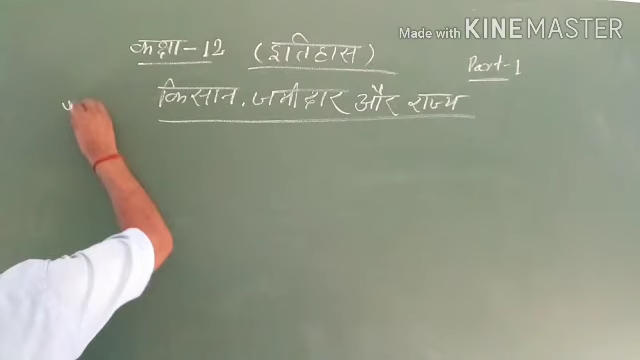 Made with KINEMASTER
कक्षा - 12 (इतिहास)
Part-1
किसान, जमीदार और राज्य